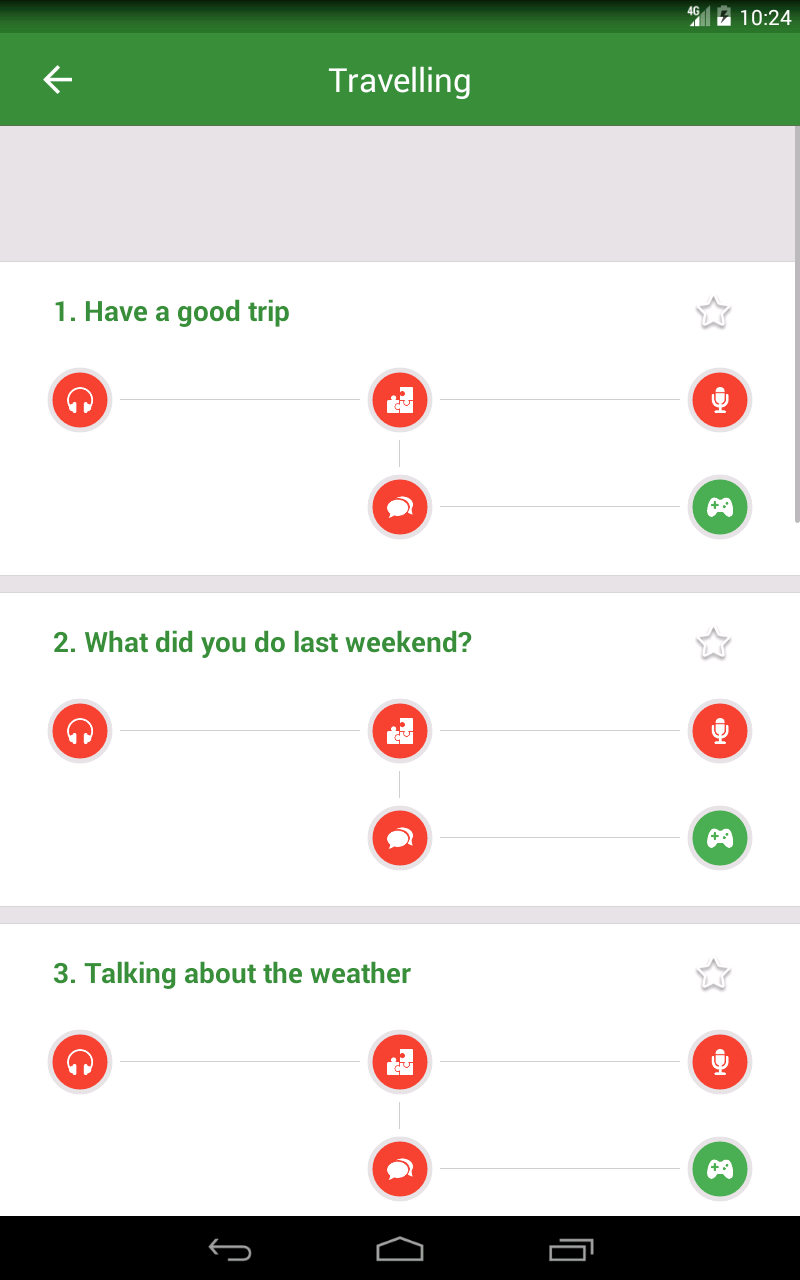 4G 10:24
Travelling
1. Have a good trip
2. What did you do last weekend?
3. Talking about the weather